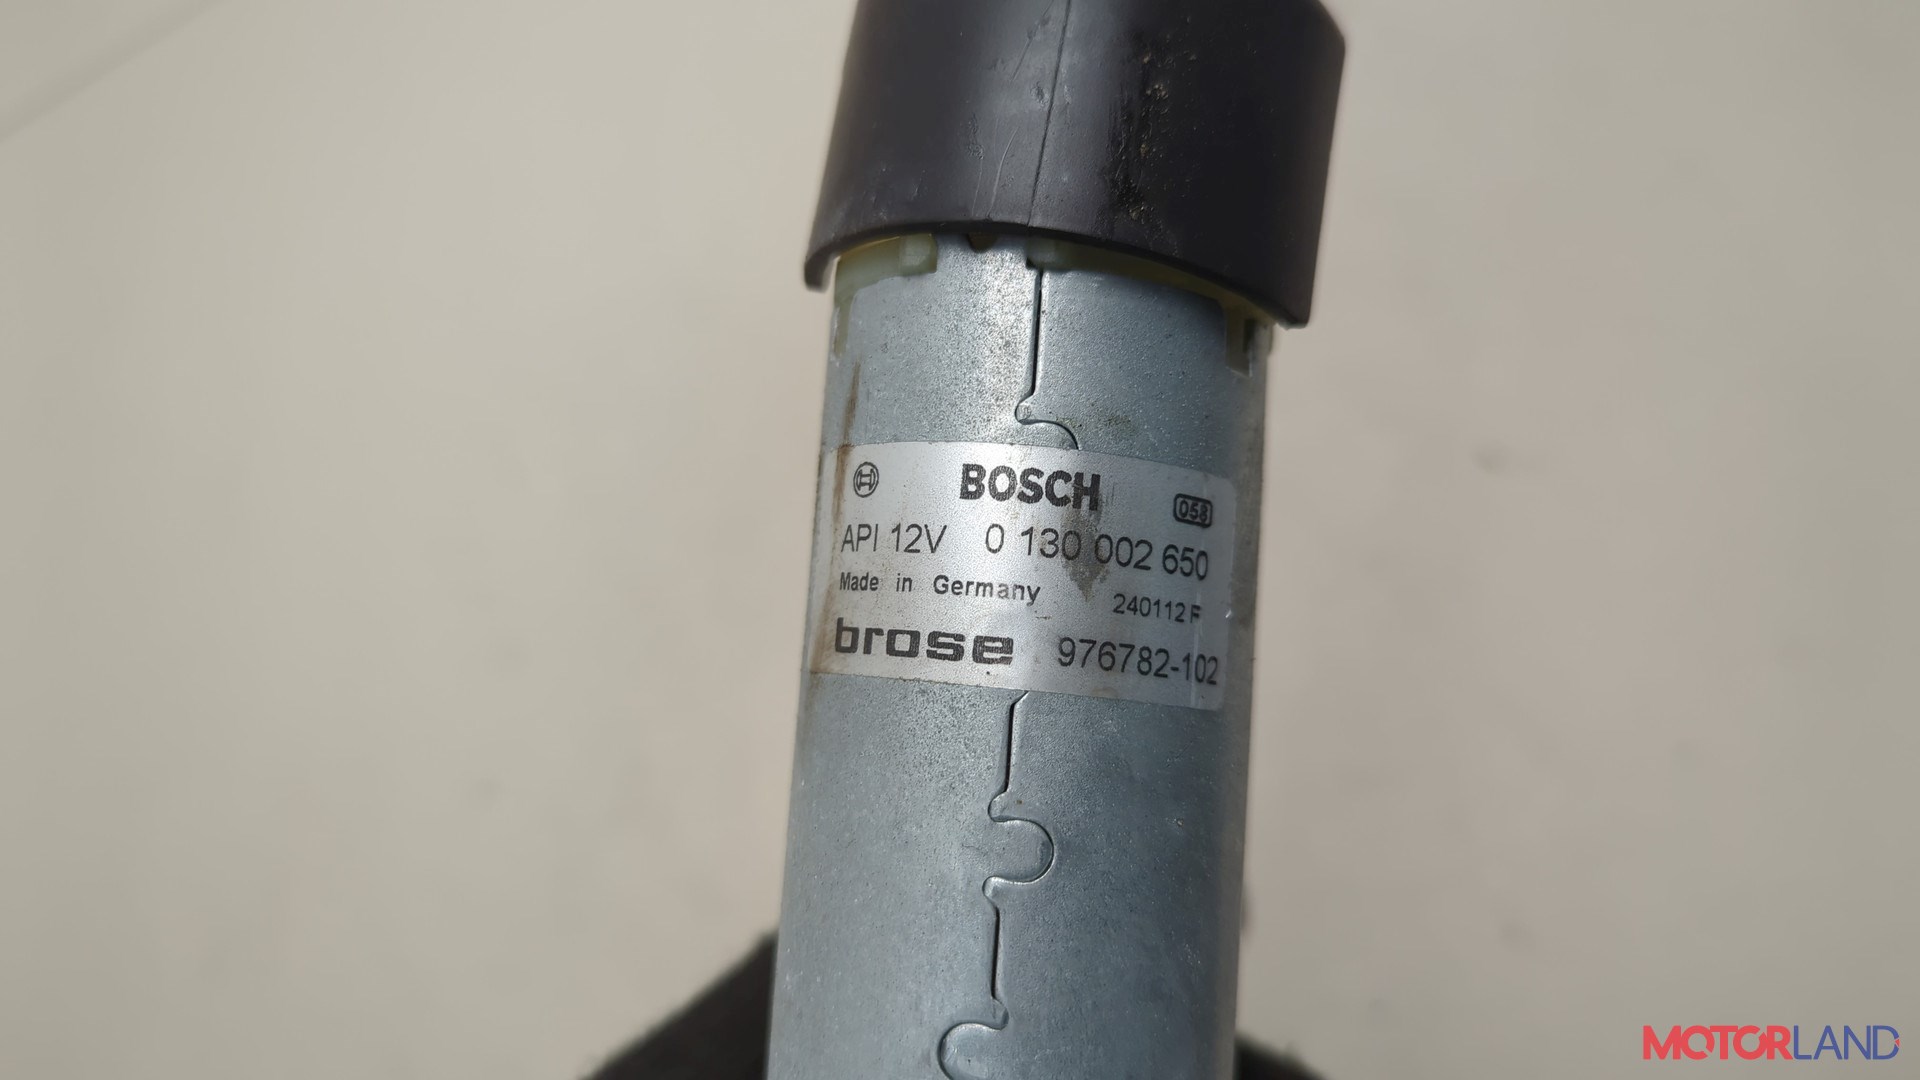 BOSCH 058
API 12V 0 130 002 650
Made in Germany 240112 F
brose 976782-102
MOTORLAND